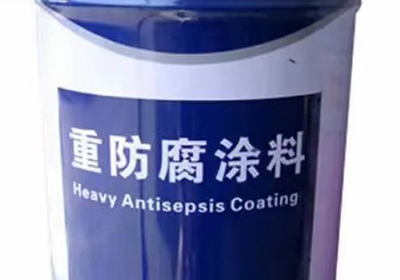 重防腐涂料
Heavy Antisepsis Coating